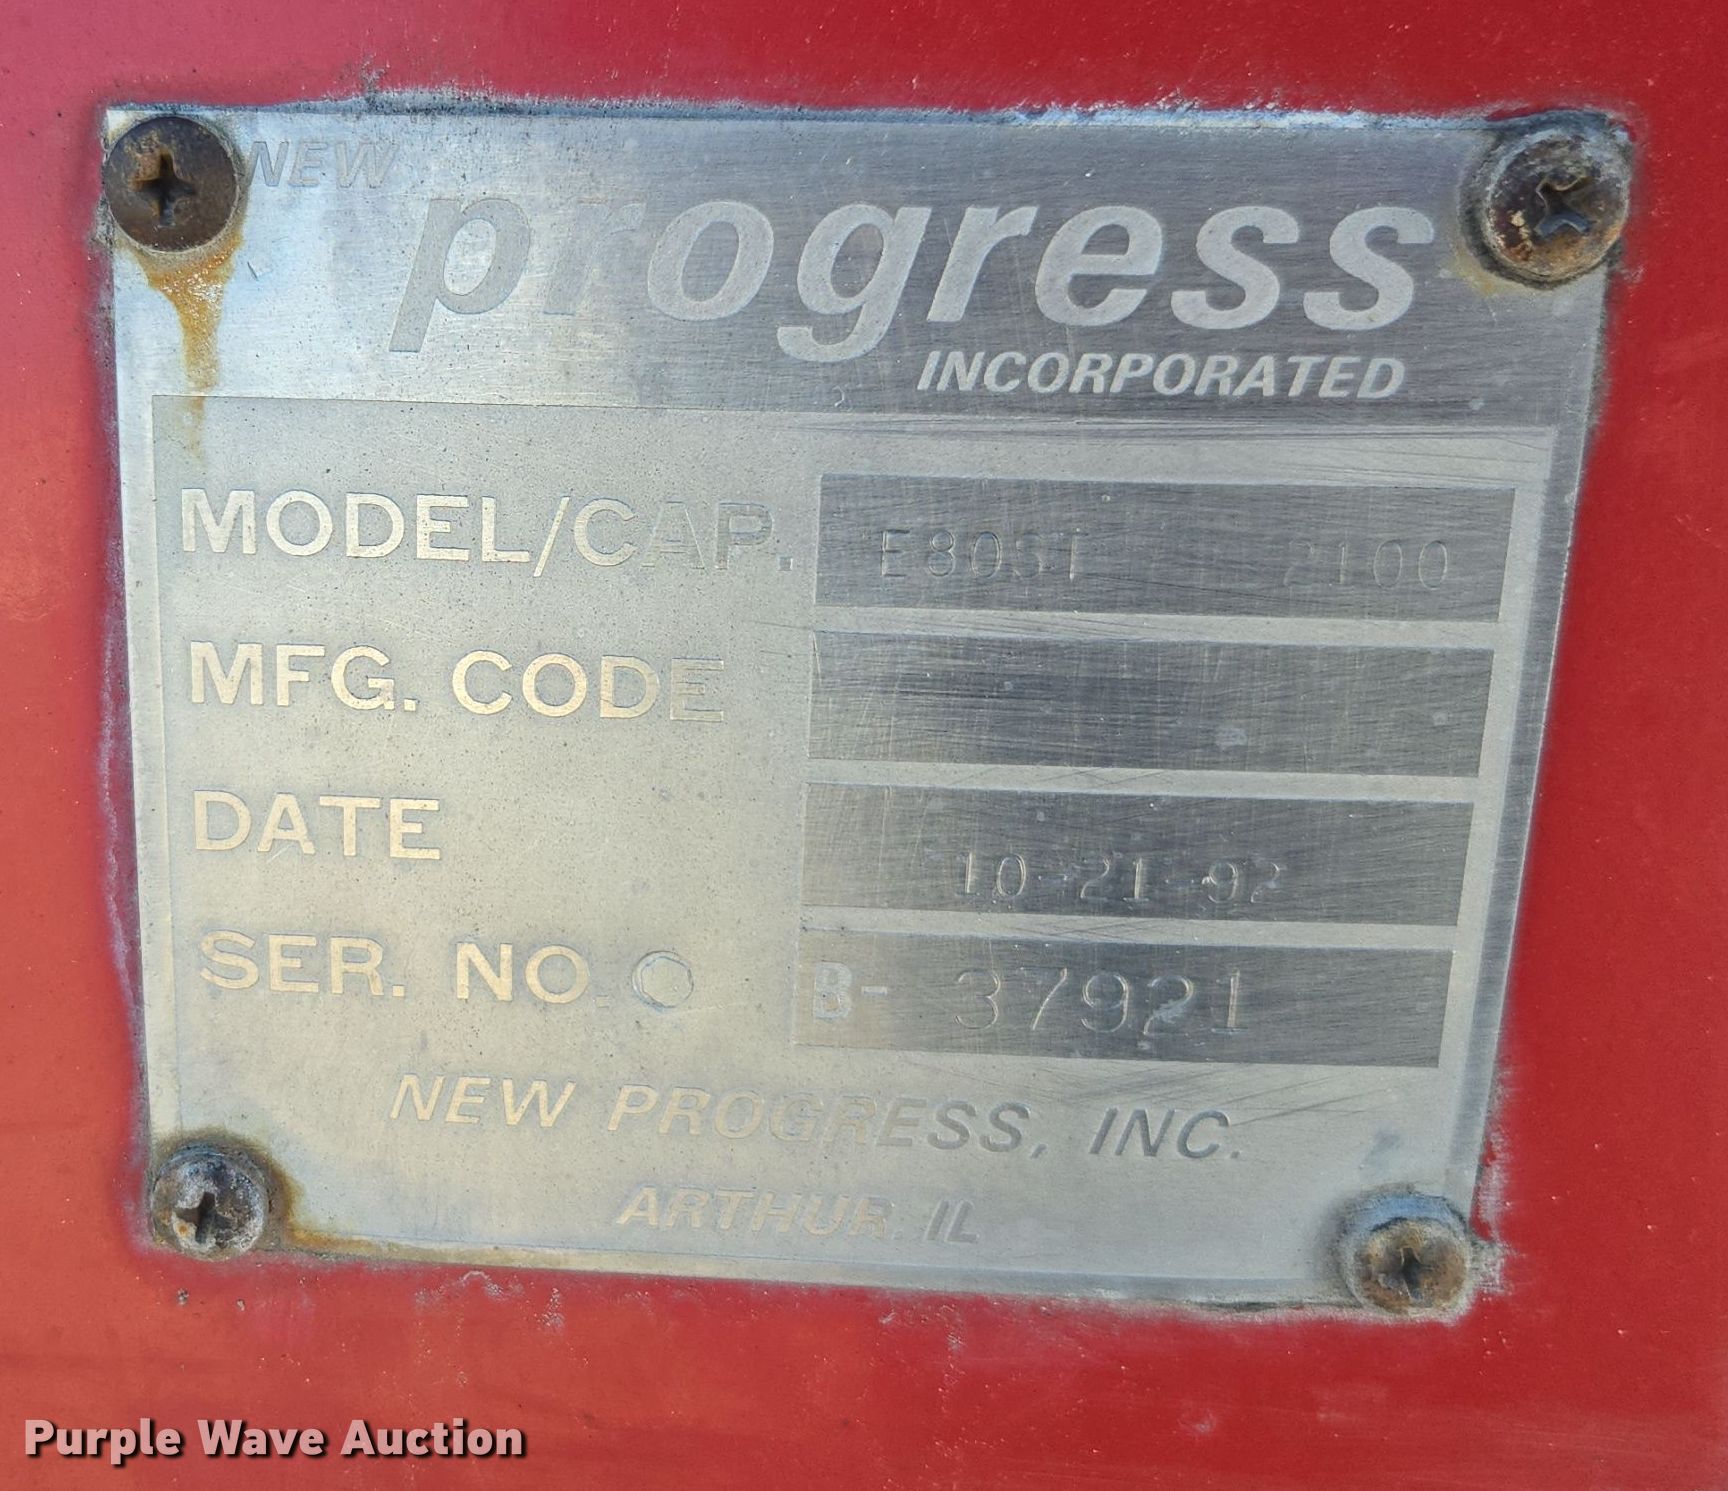 NEW
progress
INCORPORATED
MODEL/CAP. E80ST 2100
MFG. CODE
DATE 10-21-92
SER. NO. B- 37921
NEW PROGRESS, INC.
ARTHUR IL
Purple Wave Auction